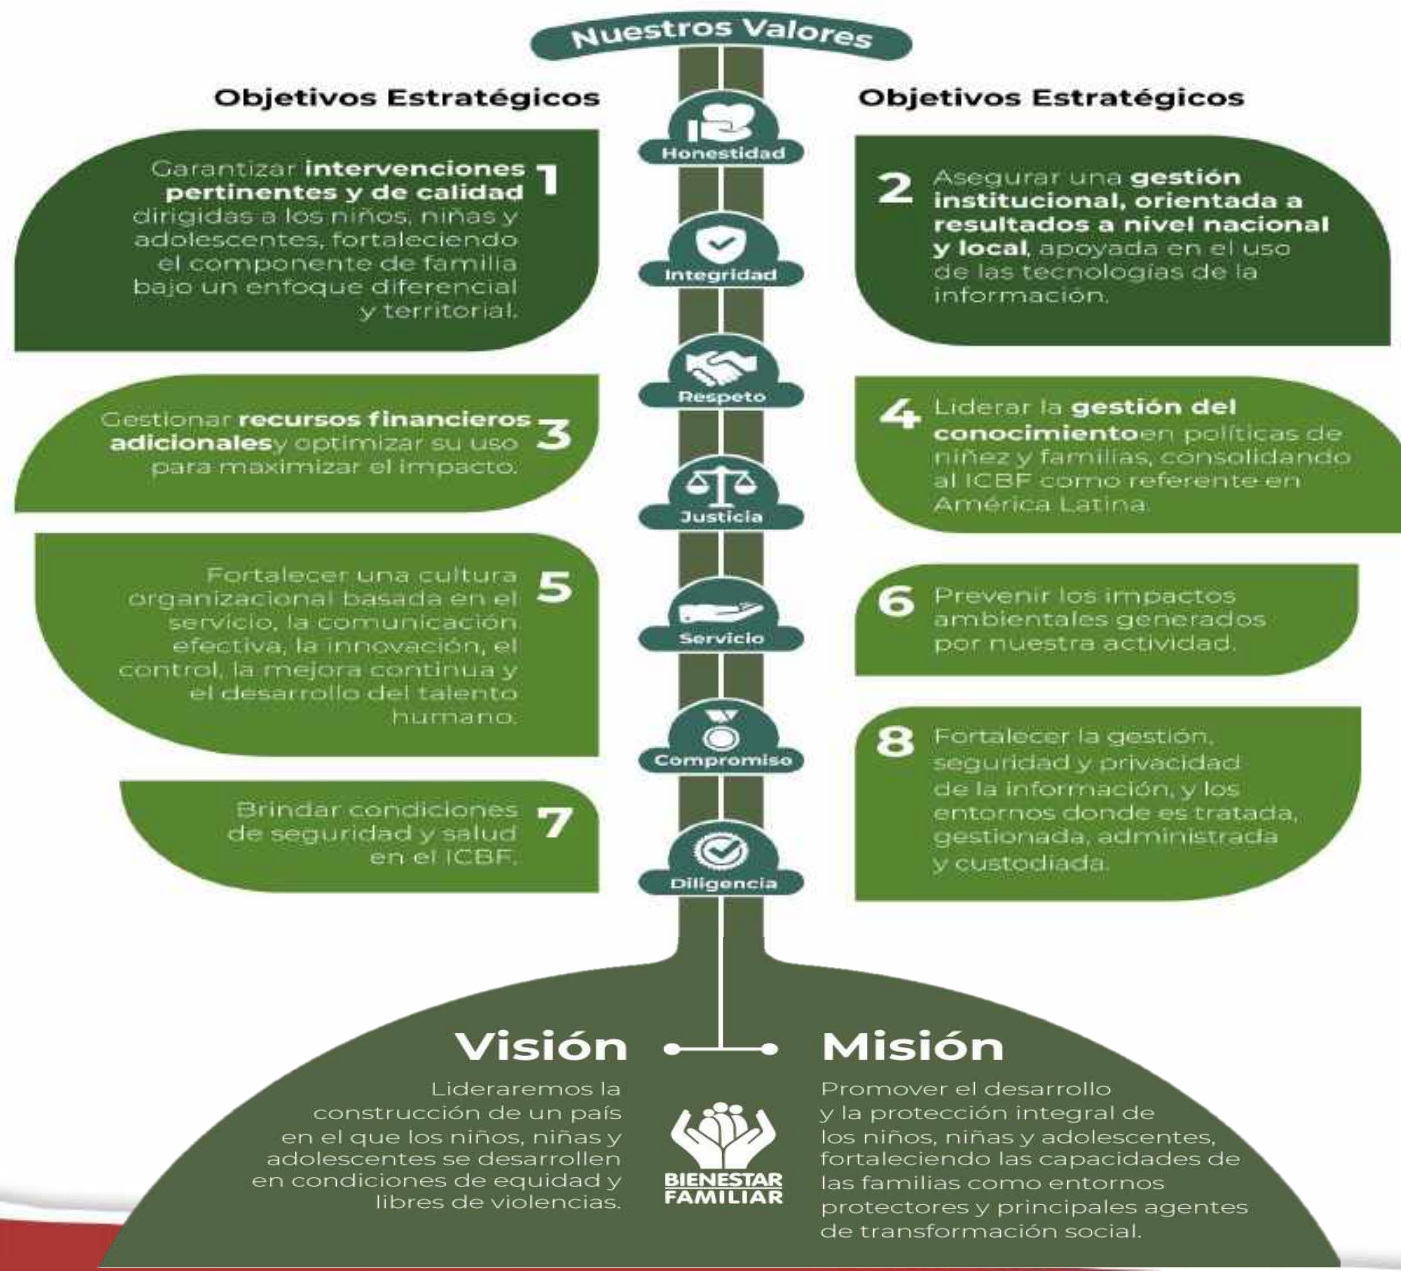 Nuestros Valores
Objetivos Estratégicos
1
Garantizar intervenciones
pertinentes y de calidad
dirigidas a los niños, niñas y
adolescentes, fortaleciendo
el componente de familia
bajo un enfoque diferencial
y territorial.
3
Gestionar recursos financieros
adicionales y optimizar su uso
para maximizar el impacto.
5
Fortalecer una cultura
organizacional basada en el
servicio, la comunicación
efectiva, la innovación, el
control, la mejora continua y
el desarrollo del talento
humano.
7
Brindar condiciones
de seguridad y salud
en el ICBF.
Honestidad
Integridad
Respeto
Justicia
Servicio
Compromiso
Diligencia
Objetivos Estratégicos
2
Asegurar una gestión
institucional, orientada a
resultados a nivel nacional
y local, apoyada en el uso
de las tecnologías de la
información.
4
Liderar la gestión del
conocimiento en políticas de
niñez y familias, consolidando
al ICBF como referente en
América Latina.
6
Prevenir los impactos
ambientales generados
por nuestra actividad.
8
Fortalecer la gestión,
seguridad y privacidad
de la información, y los
entornos donde es tratada,
gestionada, administrada
y custodiada.
Visión
Lideraremos la
construcción de un país
en el que los niños, niñas y
adolescentes se desarrollen
en condiciones de equidad y
libres de violencias.
BIENESTAR
FAMILIAR
Misión
Promover el desarrollo
y la protección integral de
los niños, niñas y adolescentes,
fortaleciendo las capacidades de
las familias como entornos
protectores y principales agentes
de transformación social.